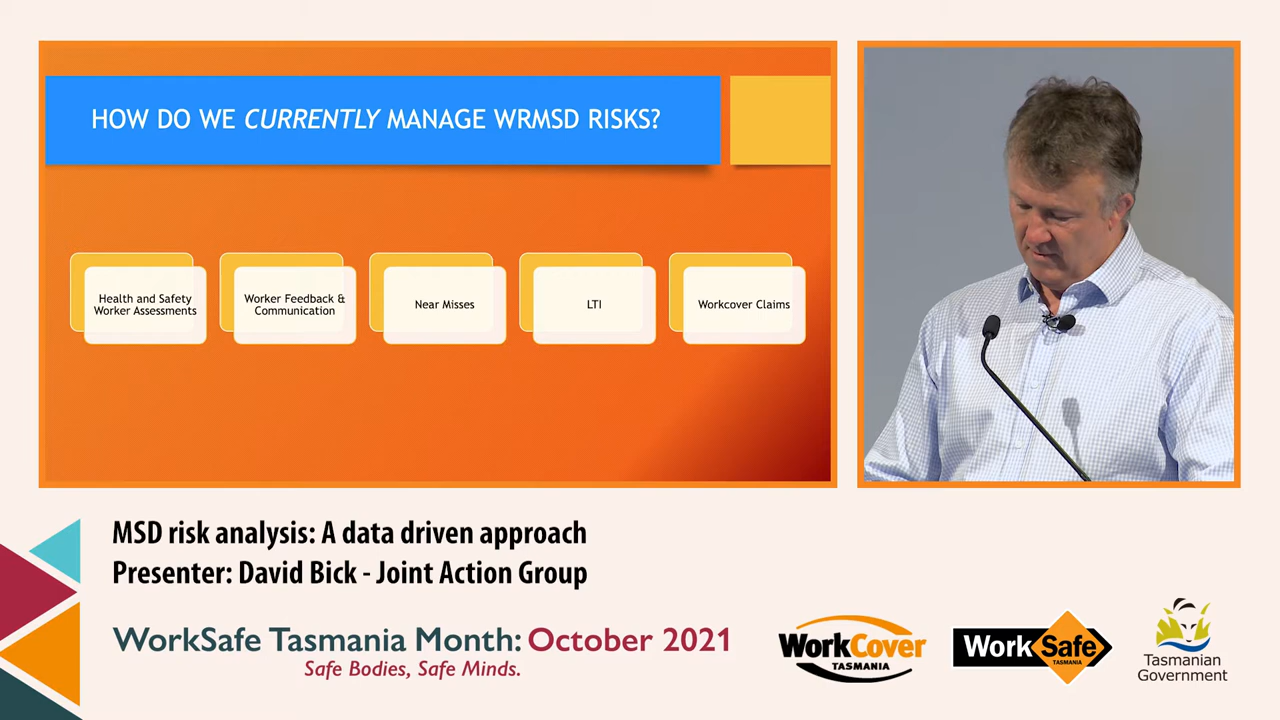 HOW DO WE CURRENTLY MANAGE WRMSD RISKS?
Health and Safety
Worker Assessments
Worker Feedback &
Communication
Near Misses
LTI
Workcover Claims
MSD risk analysis: A data driven approach
Presenter: David Bick - Joint Action Group
WorkSafe Tasmania Month: October 2021
Safe Bodies, Safe Minds.
WorkCover
TASMANIA
WorkSafe
TASMANIA
Tasmanian
Government